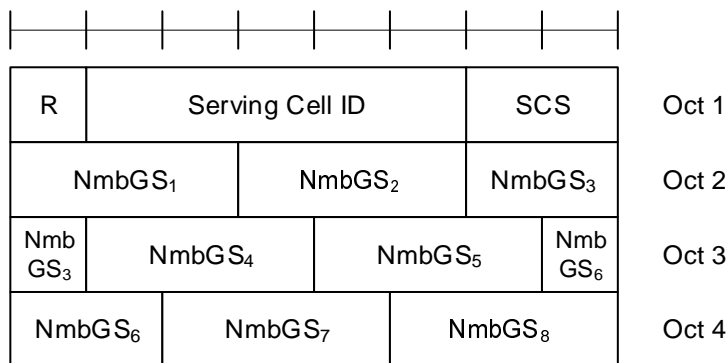 R Serving Cell ID SCS Oct 1
NmbGS₁ NmbGS₂ NmbGS₃ Oct 2
Nmb GS₃ NmbGS₄ NmbGS₅ Nmb GS₆ Oct 3
NmbGS₆ NmbGS₇ NmbGS₈ Oct 4